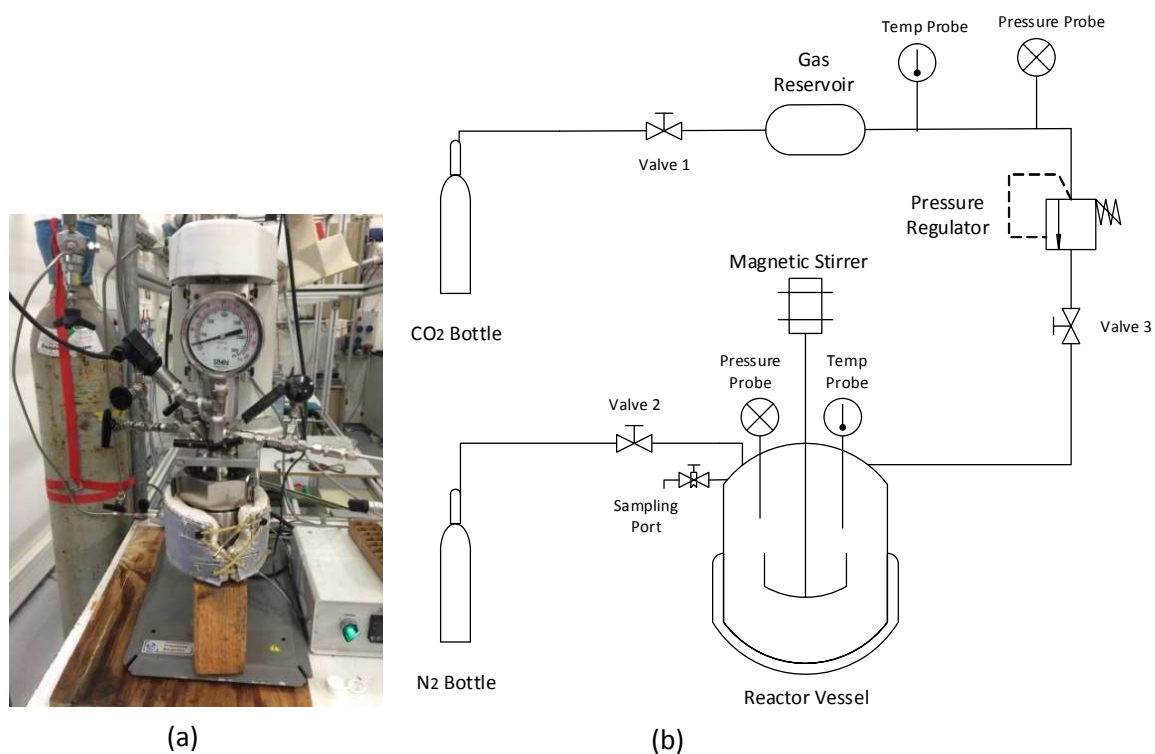 Temp Probe
Pressure Probe
Gas
Reservoir
Valve 1
Pressure
Regulator
Magnetic Stirrer
CO2 Bottle
Valve 3
Pressure
Probe
Temp
Probe
Valve 2
Sampling
Port
N2 Bottle
Reactor Vessel
(a)
(b)